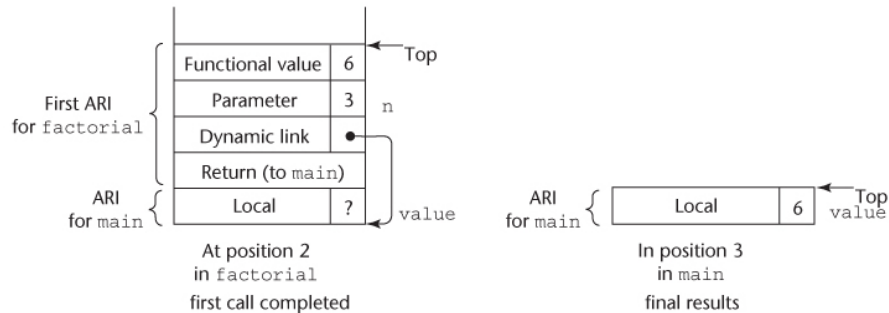 Top
Functional value 6
Parameter 3 n
First ARI
for factorial
Dynamic link
Return (to main)
ARI
for main
Local ?
value
At position 2
in factorial
first call completed
ARI
for main
Local 6
Top
value
In position 3
in main
final results